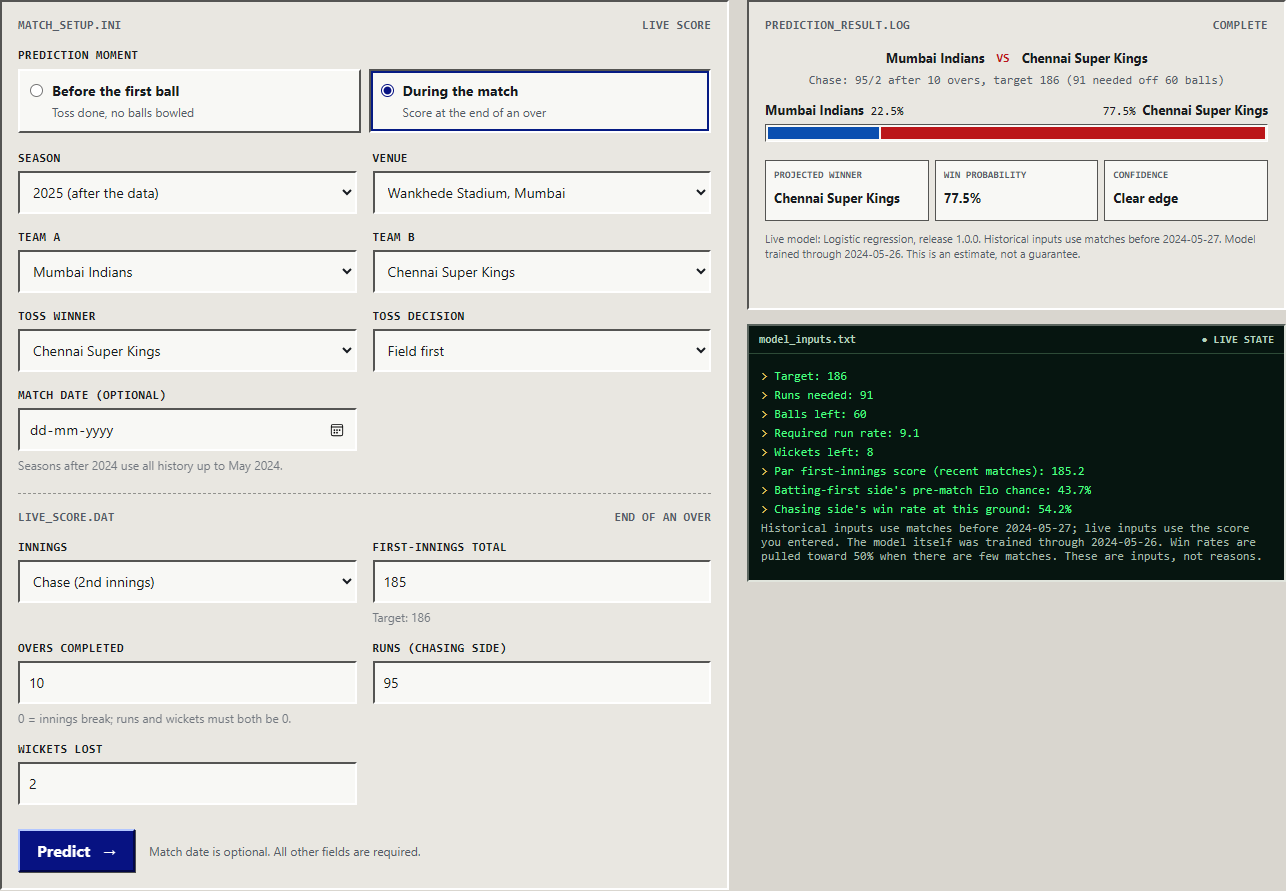 MATCH_SETUP.INI LIVE SCORE
PREDICTION MOMENT
Before the first ball
Toss done, no balls bowled
During the match
Score at the end of an over
SEASON
2025 (after the data)
VENUE
Wankhede Stadium, Mumbai
TEAM A
Mumbai Indians
TEAM B
Chennai Super Kings
TOSS WINNER
Chennai Super Kings
TOSS DECISION
Field first
MATCH DATE (OPTIONAL)
dd-mm-yyyy
Seasons after 2024 use all history up to May 2024.
LIVE_SCORE.DAT END OF AN OVER
INNINGS
Chase (2nd innings)
FIRST-INNINGS TOTAL
185
Target: 186
OVERS COMPLETED
10
0 = innings break; runs and wickets must both be 0.
RUNS (CHASING SIDE)
95
WICKETS LOST
2
Predict →
Match date is optional. All other fields are required.
PREDICTION_RESULT.LOG COMPLETE
Mumbai Indians VS Chennai Super Kings
Chase: 95/2 after 10 overs, target 186 (91 needed off 60 balls)
Mumbai Indians 22.5% 77.5% Chennai Super Kings
PROJECTED WINNER
Chennai Super Kings
WIN PROBABILITY
77.5%
CONFIDENCE
Clear edge
Live model: Logistic regression, release 1.0.0. Historical inputs use matches before 2024-05-27. Model
trained through 2024-05-26. This is an estimate, not a guarantee.
model_inputs.txt ● LIVE STATE
> Target: 186
> Runs needed: 91
> Balls left: 60
> Required run rate: 9.1
> Wickets left: 8
> Par first-innings score (recent matches): 185.2
> Batting-first side's pre-match Elo chance: 43.7%
> Chasing side's win rate at this ground: 54.2%
Historical inputs use matches before 2024-05-27; live inputs use the score
you entered. The model itself was trained through 2024-05-26. Win rates are
pulled toward 50% when there are few matches. These are inputs, not reasons.